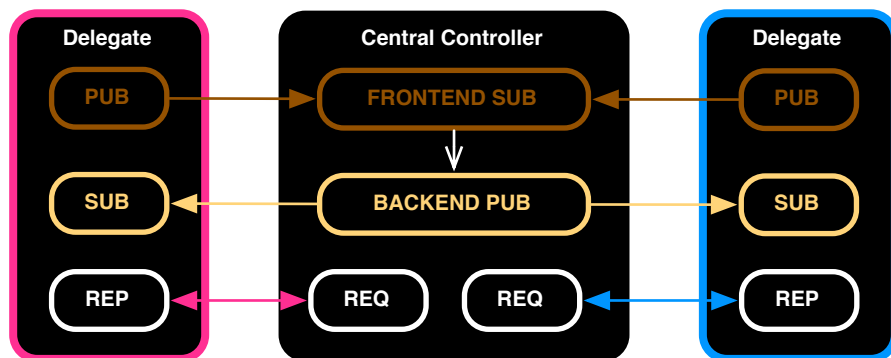 Delegate
PUB
SUB
REP
Central Controller
FRONTEND SUB
BACKEND PUB
REQ
REQ
Delegate
PUB
SUB
REP